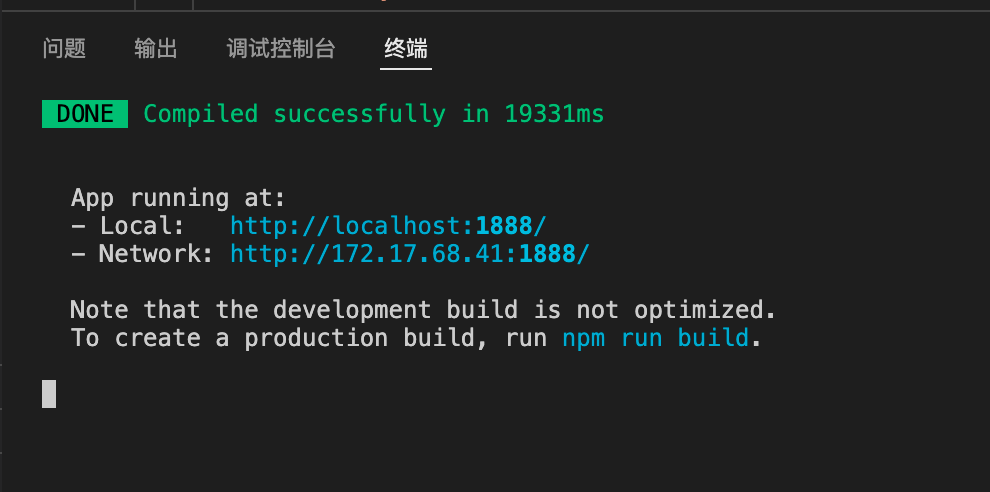 问题 输出 调试控制台 终端
DONE Compiled successfully in 19331ms
App running at:
- Local: http://localhost:1888/
- Network: http://172.17.68.41:1888/
Note that the development build is not optimized.
To create a production build, run npm run build.